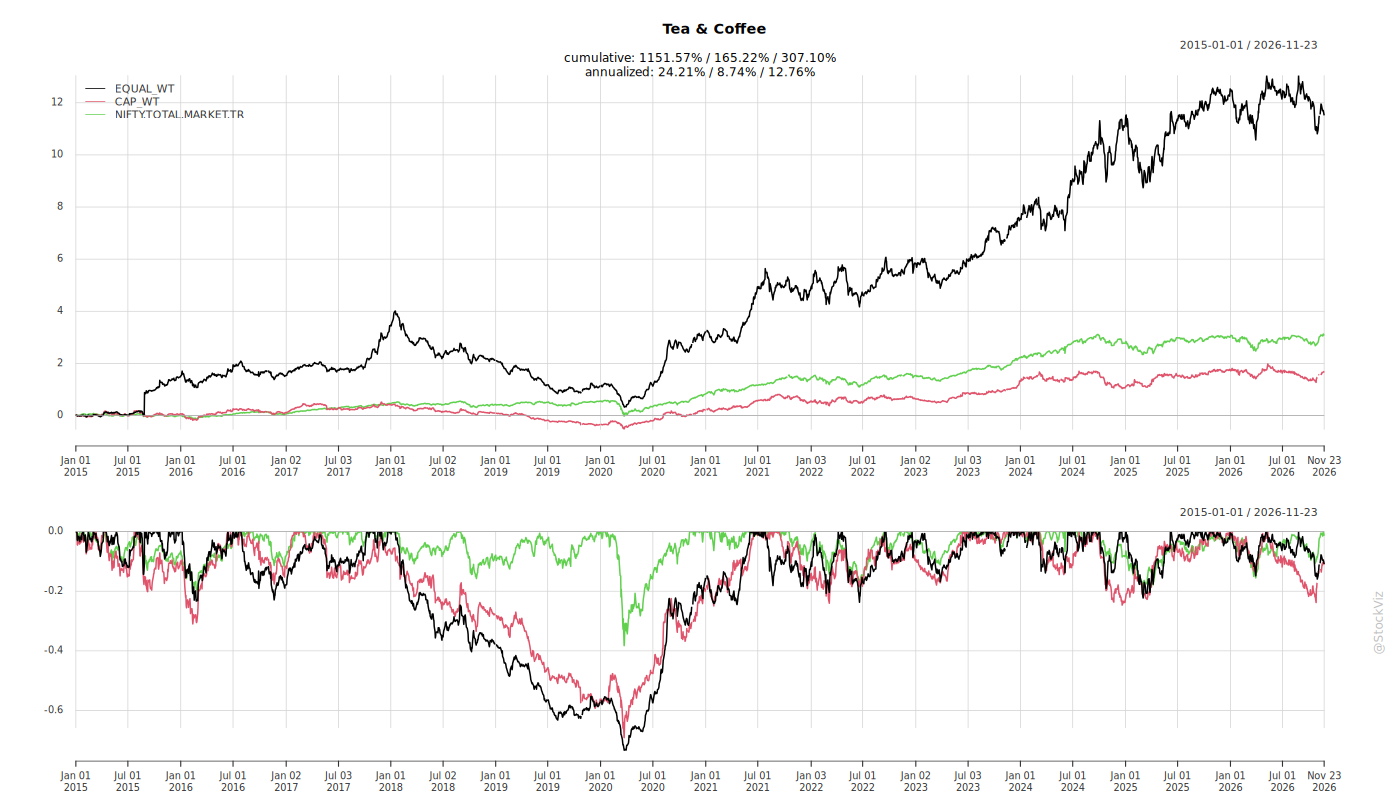 Tea & Coffee
2015-01-01 / 2026-11-23
cumulative: 1151.57% / 165.22% / 307.10%
annualized: 24.21% / 8.74% / 12.76%
EQUAL_WT
CAP_WT
NIFTY.TOTAL.MARKET.TR
12
10
8
6
4
2
0
Jan 01 Jul 01 Jan 01 Jul 01 Jan 02 Jul 03 Jan 01 Jul 02 Jan 01 Jul 01 Jan 01 Jul 01 Jan 01 Jul 01 Jan 03 Jul 01 Jan 02 Jul 03 Jan 01 Jul 01 Jan 01 Jul 01 Jan 01 Jul 01 Nov 23
2015 2015 2016 2016 2017 2017 2018 2018 2019 2019 2020 2020 2021 2021 2022 2022 2023 2023 2024 2024 2025 2025 2026 2026 2026
2015-01-01 / 2026-11-23
0.0
-0.2
-0.4
-0.6
Jan 01 Jul 01 Jan 01 Jul 01 Jan 02 Jul 03 Jan 01 Jul 02 Jan 01 Jul 01 Jan 01 Jul 01 Jan 01 Jul 01 Jan 03 Jul 01 Jan 02 Jul 03 Jan 01 Jul 01 Jan 01 Jul 01 Jan 01 Jul 01 Nov 23
2015 2015 2016 2016 2017 2017 2018 2018 2019 2019 2020 2020 2021 2021 2022 2022 2023 2023 2024 2024 2025 2025 2026 2026 2026
@StockViz